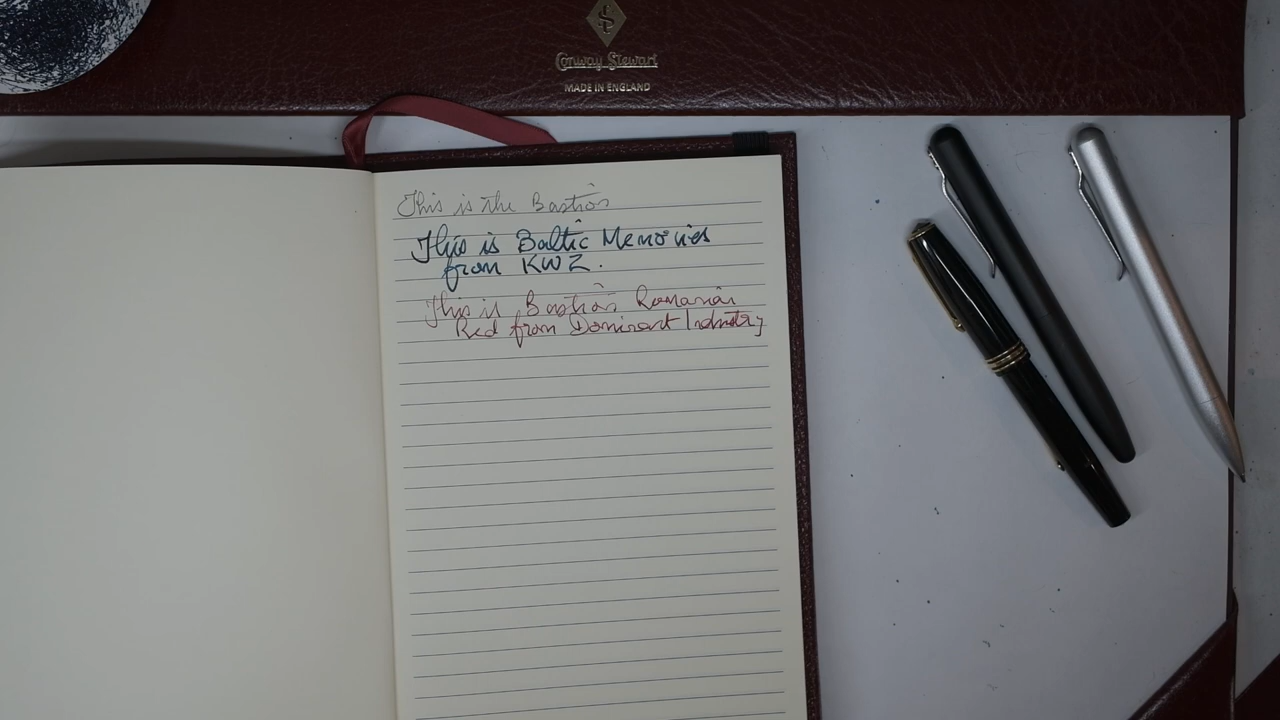 Conway Stewart
MADE IN ENGLAND
This is the Bastion
This is Baltic Memories
from KWZ.
This is Bastion Romanian
Red from Dominant Industry